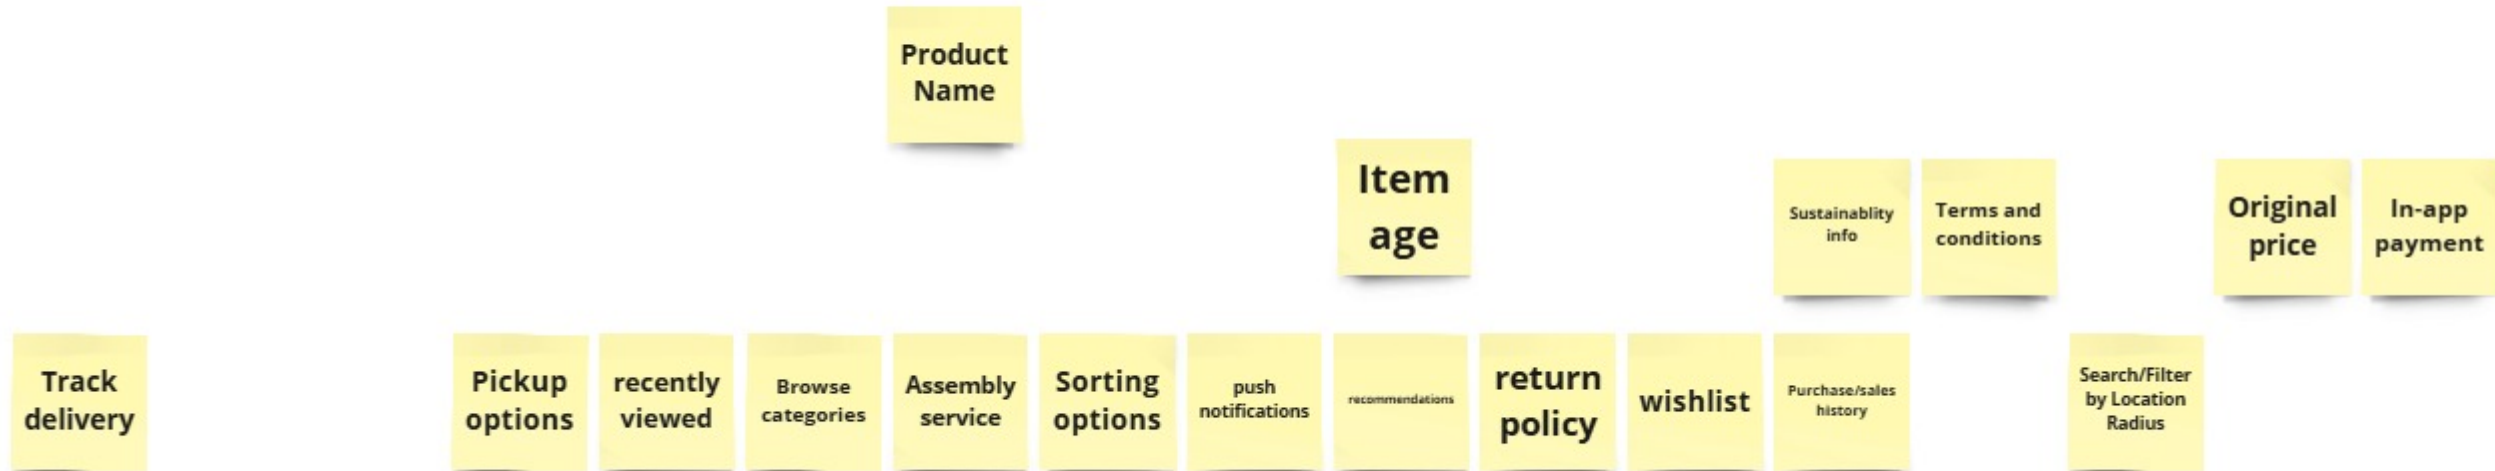 Product
Name
Item
age
Sustainablity
info
Terms and
conditions
Original
price
In-app
payment
Track
delivery
Pickup
options
recently
viewed
Browse
categories
Assembly
service
Sorting
options
push
notifications
recommendations
return
policy
wishlist
Purchase/sales
history
Search/Filter
by Location
Radius